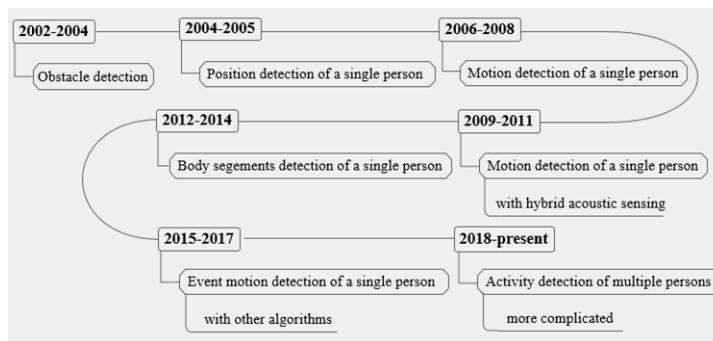 2002-2004
Obstacle detection
2004-2005
Position detection of a single person
2006-2008
Motion detection of a single person
2009-2011
Motion detection of a single person
with hybrid acoustic sensing
2012-2014
Body segements detection of a single person
2015-2017
Event motion detection of a single person
with other algorithms
2018-present
Activity detection of multiple persons
more complicated